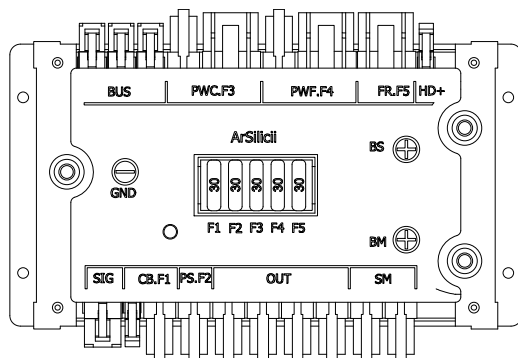 BUS PWC.F3 PWF.F4 FR.F5 HD+
ArSilicii
BS
30 30 30 30 30
GND
F1 F2 F3 F4 F5
BM
SIG CB.F1 PS.F2 OUT SM